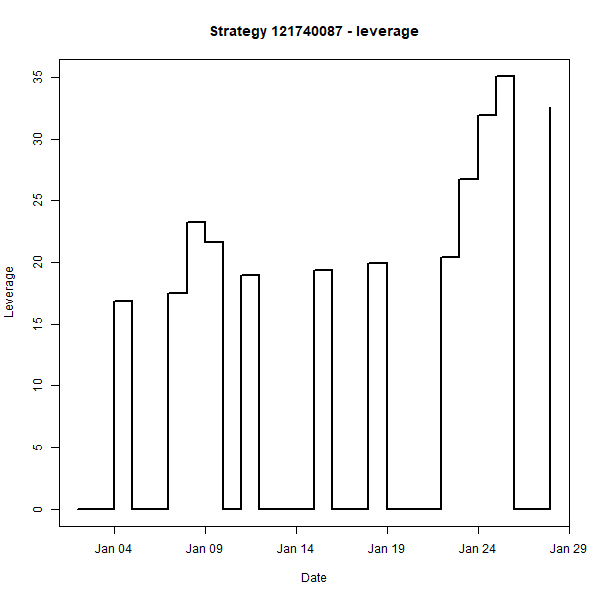 Strategy 121740087 - leverage
35
30
25
20
15
10
5
0
Leverage
Jan 04
Jan 09
Jan 14
Jan 19
Jan 24
Jan 29
Date